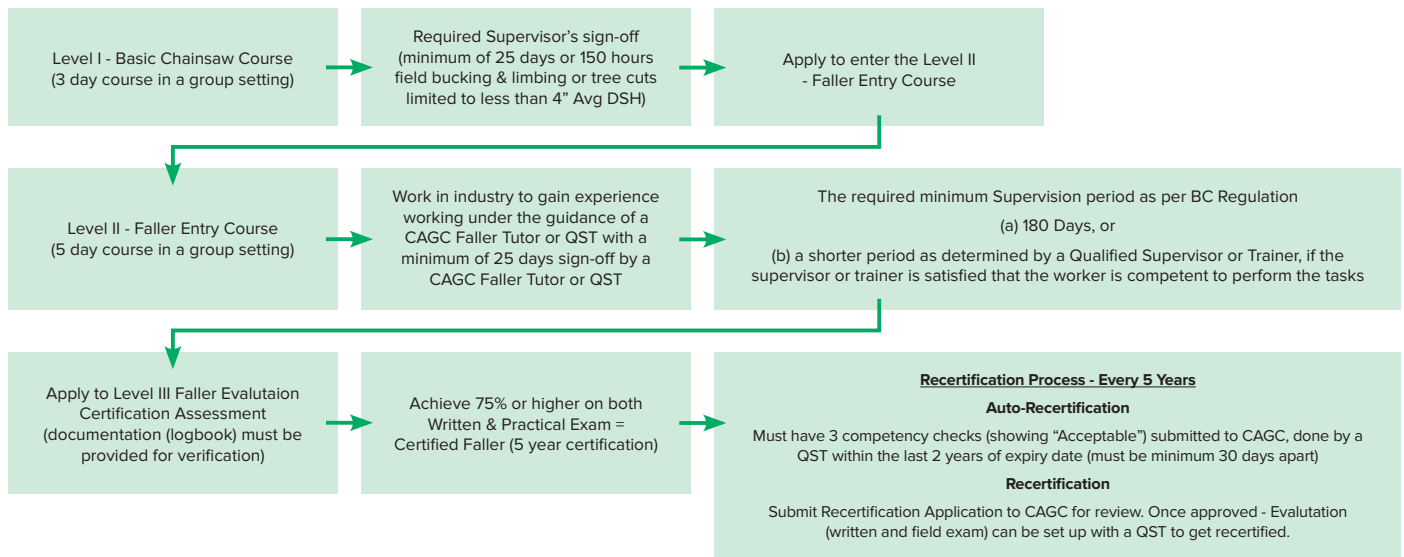 Level I - Basic Chainsaw Course
(3 day course in a group setting)
Required Supervisor's sign-off
(minimum of 25 days or 150 hours
field bucking & limbing or tree cuts
limited to less than 4” Avg DSH)
Apply to enter the Level II
- Faller Entry Course
Level II - Faller Entry Course
(5 day course in a group setting)
Work in industry to gain experience
working under the guidance of a
CAGC Faller Tutor or QST with a
minimum of 25 days sign-off by a
CAGC Faller Tutor or QST
The required minimum Supervision period as per BC Regulation
(a) 180 Days, or
(b) a shorter period as determined by a Qualified Supervisor or Trainer, if the
supervisor or trainer is satisfied that the worker is competent to perform the tasks
Apply to Level III Faller Evalutaion
Certification Assessment
(documentation (logbook) must be
provided for verification)
Achieve 75% or higher on both
Written & Practical Exam =
Certified Faller (5 year certification)
Recertification Process - Every 5 Years
Auto-Recertification
Must have 3 competency checks (showing “Acceptable”) submitted to CAGC, done by a
QST within the last 2 years of expiry date (must be minimum 30 days apart)
Recertification
Submit Recertification Application to CAGC for review. Once approved - Evalutation
(written and field exam) can be set up with a QST to get recertified.